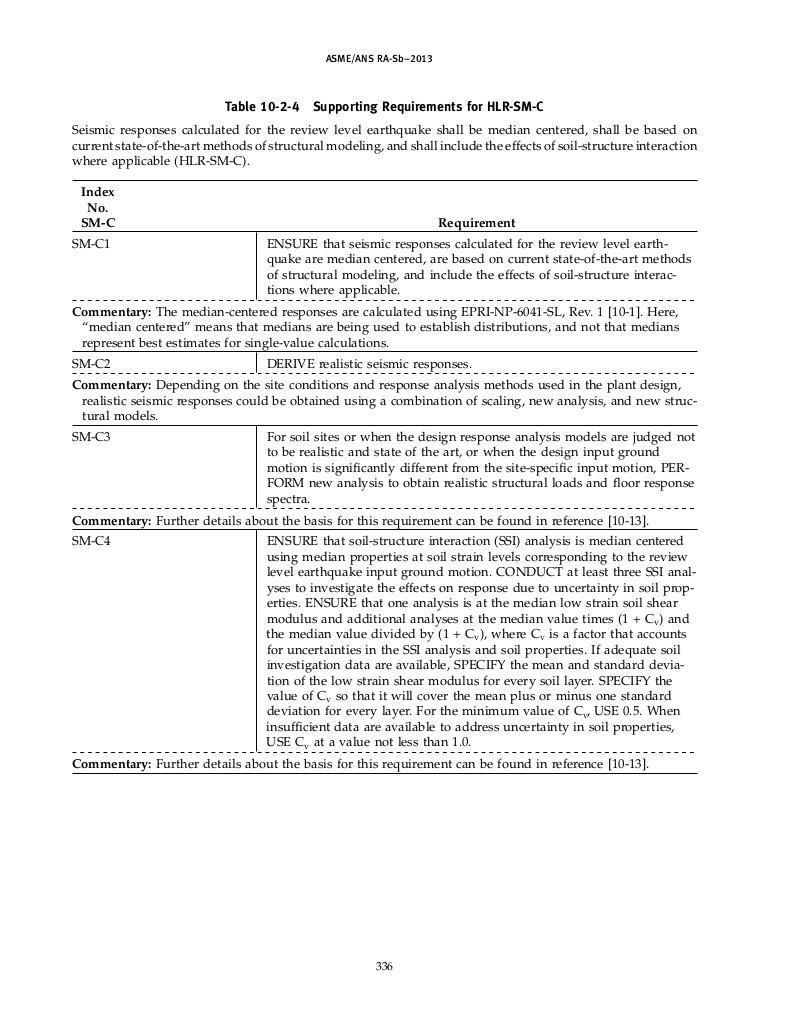 ASME/ANS RA-Sb–2013
Table 10-2-4 Supporting Requirements for HLR-SM-C
Seismic responses calculated for the review level earthquake shall be median centered, shall be based on
current state-of-the-art methods of structural modeling, and shall include the effects of soil-structure interaction
where applicable (HLR-SM-C).
Index
No.
SM-C Requirement
SM-C1 ENSURE that seismic responses calculated for the review level earth-
quake are median centered, are based on current state-of-the-art methods
of structural modeling, and include the effects of soil-structure interac-
tions where applicable.
Commentary: The median-centered responses are calculated using EPRI-NP-6041-SL, Rev. 1 [10-1]. Here,
“median centered” means that medians are being used to establish distributions, and not that medians
represent best estimates for single-value calculations.
SM-C2 DERIVE realistic seismic responses.
Commentary: Depending on the site conditions and response analysis methods used in the plant design,
realistic seismic responses could be obtained using a combination of scaling, new analysis, and new struc-
tural models.
SM-C3 For soil sites or when the design response analysis models are judged not
to be realistic and state of the art, or when the design input ground
motion is significantly different from the site-specific input motion, PER-
FORM new analysis to obtain realistic structural loads and floor response
spectra.
Commentary: Further details about the basis for this requirement can be found in reference [10-13].
SM-C4 ENSURE that soil-structure interaction (SSI) analysis is median centered
using median properties at soil strain levels corresponding to the review
level earthquake input ground motion. CONDUCT at least three SSI anal-
yses to investigate the effects on response due to uncertainty in soil prop-
erties. ENSURE that one analysis is at the median low strain soil shear
modulus and additional analyses at the median value times (1 + Cv) and
the median value divided by (1 + Cv), where Cv is a factor that accounts
for uncertainties in the SSI analysis and soil properties. If adequate soil
investigation data are available, SPECIFY the mean and standard devia-
tion of the low strain shear modulus for every soil layer. SPECIFY the
value of Cv so that it will cover the mean plus or minus one standard
deviation for every layer. For the minimum value of Cv, USE 0.5. When
insufficient data are available to address uncertainty in soil properties,
USE Cv at a value not less than 1.0.
Commentary: Further details about the basis for this requirement can be found in reference [10-13].
336